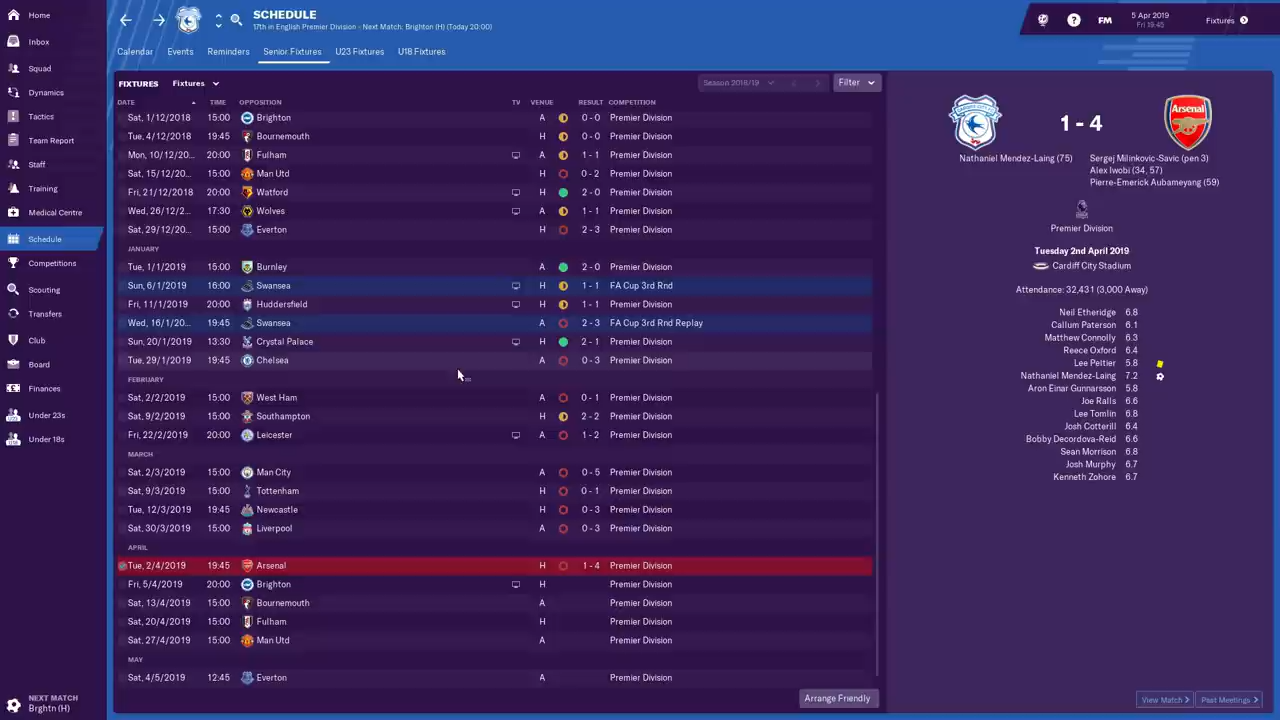 SCHEDULE
17th in English Premier Division - Next Match: Brighton (H) (Today 20:00)
FM
5 Apr 2019
Fri 19:45
Fixtures
Home
Inbox
Squad
Dynamics
Tactics
Team Report
Staff
Training
Medical Centre
Schedule
Competitions
Scouting
Transfers
Club
Board
Finances
Under 23s
Under 18s
NEXT MATCH
Brghtn (H)
Calendar Events Reminders Senior Fixtures U23 Fixtures U18 Fixtures
FIXTURES Fixtures Season 2018/19 Filter
DATE TIME OPPOSITION TV VENUE RESULT COMPETITION
Sat, 1/12/2018 15:00 Brighton A 0 - 0 Premier Division
Tue, 4/12/2018 19:45 Bournemouth H 0 - 0 Premier Division
Mon, 10/12/20... 20:00 Fulham A 1 - 1 Premier Division
Sat, 15/12/20... 15:00 Man Utd H 0 - 2 Premier Division
Fri, 21/12/2018 20:00 Watford H 2 - 0 Premier Division
Wed, 26/12/2... 17:30 Wolves A 1 - 1 Premier Division
Sat, 29/12/20... 15:00 Everton H 2 - 3 Premier Division
JANUARY
Tue, 1/1/2019 15:00 Burnley A 2 - 0 Premier Division
Sun, 6/1/2019 16:00 Swansea H 1 - 1 FA Cup 3rd Rnd
Fri, 11/1/2019 20:00 Huddersfield H 1 - 1 Premier Division
Wed, 16/1/20... 19:45 Swansea A 2 - 3 FA Cup 3rd Rnd Replay
Sun, 20/1/2019 13:30 Crystal Palace H 2 - 1 Premier Division
Tue, 29/1/2019 19:45 Chelsea A 0 - 3 Premier Division
FEBRUARY
Sat, 2/2/2019 15:00 West Ham A 0 - 1 Premier Division
Sat, 9/2/2019 15:00 Southampton H 2 - 2 Premier Division
Fri, 22/2/2019 20:00 Leicester A 1 - 2 Premier Division
MARCH
Sat, 2/3/2019 15:00 Man City A 0 - 5 Premier Division
Sat, 9/3/2019 15:00 Tottenham H 0 - 1 Premier Division
Tue, 12/3/2019 19:45 Newcastle H 0 - 3 Premier Division
Sat, 30/3/2019 15:00 Liverpool A 0 - 3 Premier Division
APRIL
Tue, 2/4/2019 19:45 Arsenal H 1 - 4 Premier Division
Fri, 5/4/2019 20:00 Brighton H Premier Division
Sat, 13/4/2019 15:00 Bournemouth A Premier Division
Sat, 20/4/2019 15:00 Fulham H Premier Division
Sat, 27/4/2019 15:00 Man Utd A Premier Division
MAY
Sat, 4/5/2019 12:45 Everton A Premier Division
Arrange Friendly
Arsenal
1 - 4
Nathaniel Mendez-Laing (75)
Sergej Milinkovic-Savic (pen 3)
Alex Iwobi (34, 57)
Pierre-Emerick Aubameyang (59)
Premier Division
Tuesday 2nd April 2019
Cardiff City Stadium
Attendance: 32,431 (3,000 Away)
Neil Etheridge 6.8
Callum Paterson 6.1
Matthew Connolly 6.3
Reece Oxford 6.4
Lee Peltier 5.8
Nathaniel Mendez-Laing 7.2
Aron Einar Gunnarsson 5.8
Joe Ralls 6.6
Lee Tomlin 6.8
Josh Cotterill 6.4
Bobby Decordova-Reid 6.6
Sean Morrison 6.8
Josh Murphy 6.7
Kenneth Zohore 6.7
View Match Past Meetings